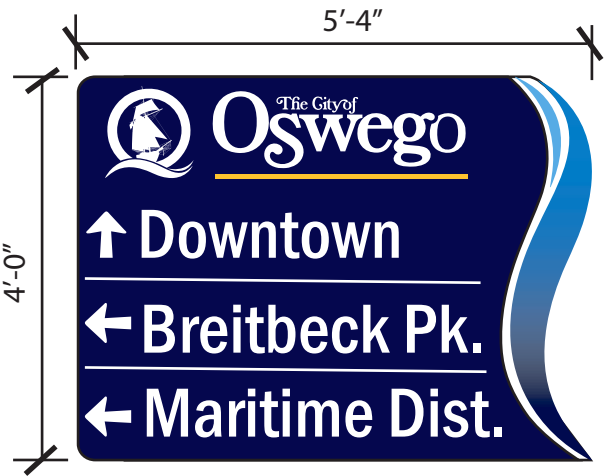 5'-4"
4'-0"
The City of
Oswego
↑ Downtown
← Breitbeck Pk.
← Maritime Dist.